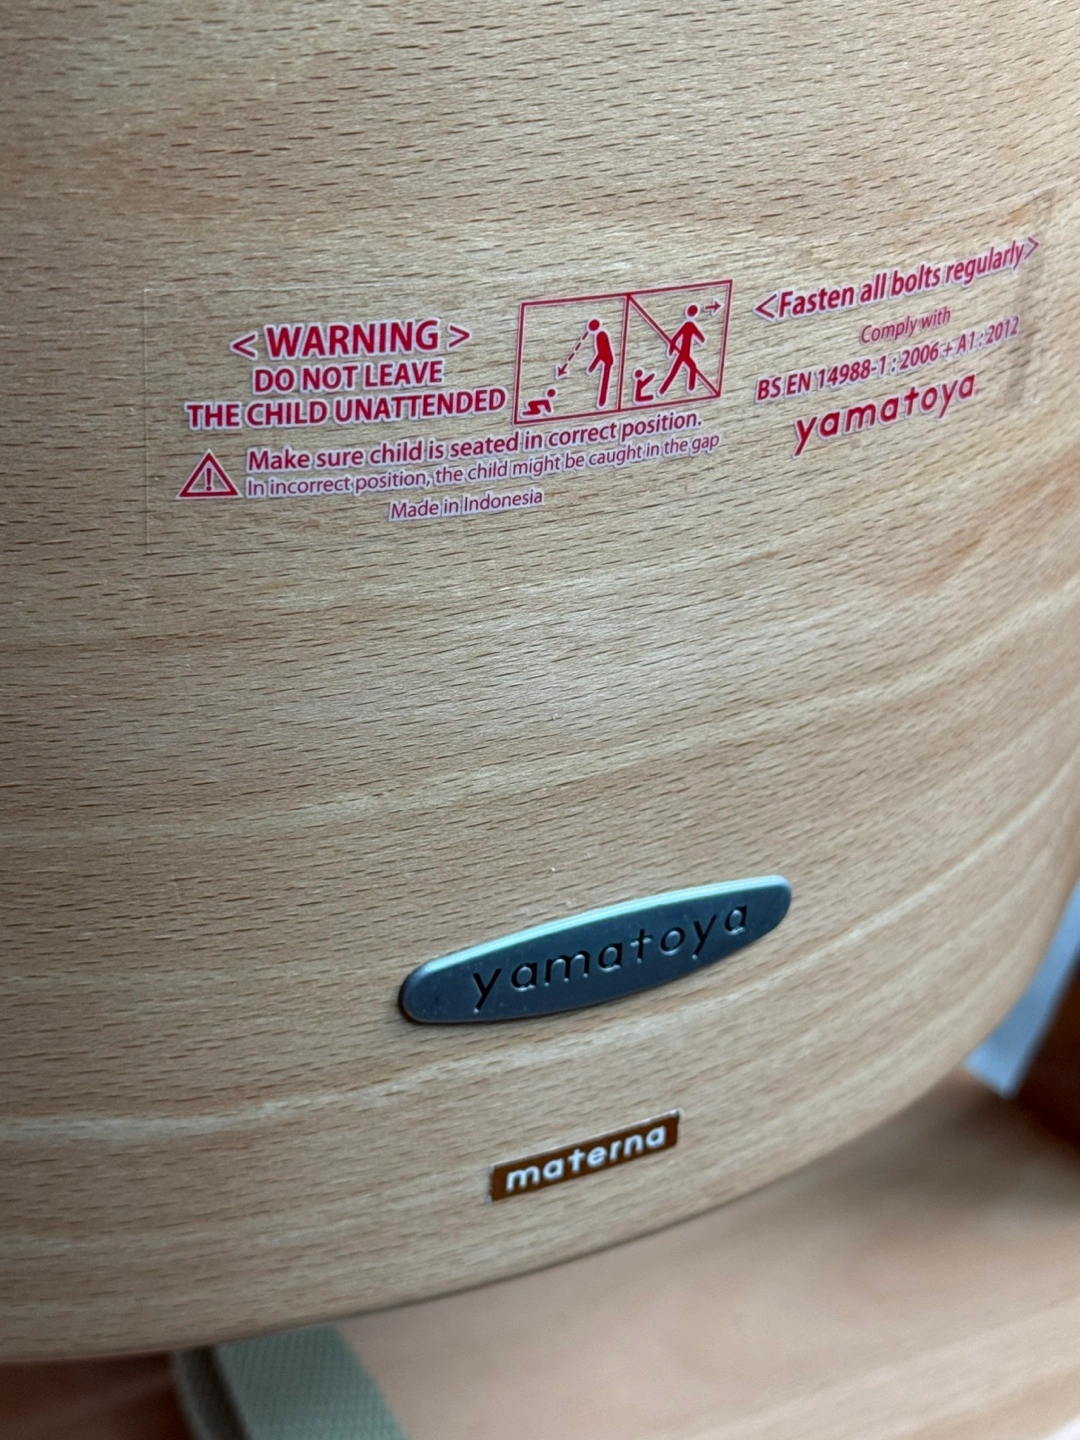 < WARNING >
DO NOT LEAVE
THE CHILD UNATTENDED
Make sure child is seated in correct position.
In incorrect position, the child might be caught in the gap
Made in Indonesia
<Fasten all bolts regularly>
Comply with
BS EN 14988-1 : 2006 + A1 : 2012
yamatoya
yamatoya
materna